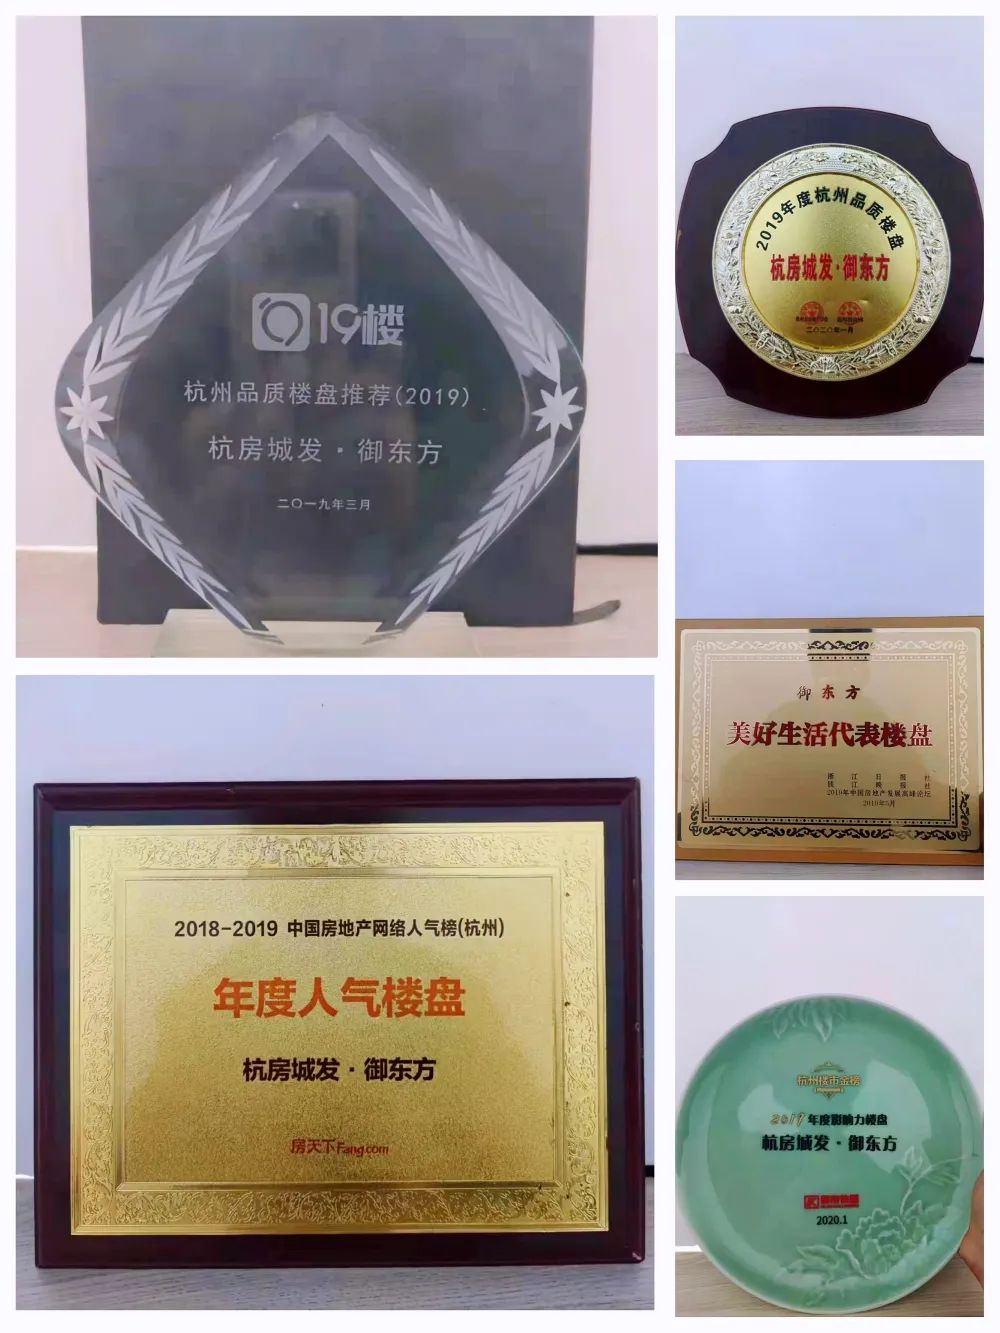 19楼
杭州品质楼盘推荐(2019)
杭房城发·御东方
二〇一九年三月
2019年度杭州品质楼盘
杭房城发·御东方
二〇二〇年一月
御东方
美好生活代表楼盘
浙江日报社
钱江晚报社
2019年中国房地产发展高峰论坛
2019年5月
2018-2019 中国房地产网络人气榜(杭州)
年度人气楼盘
杭房城发·御东方
房天下Fang.com
杭州楼市金榜
2019年度影响力楼盘
杭房城发·御东方
2020.1